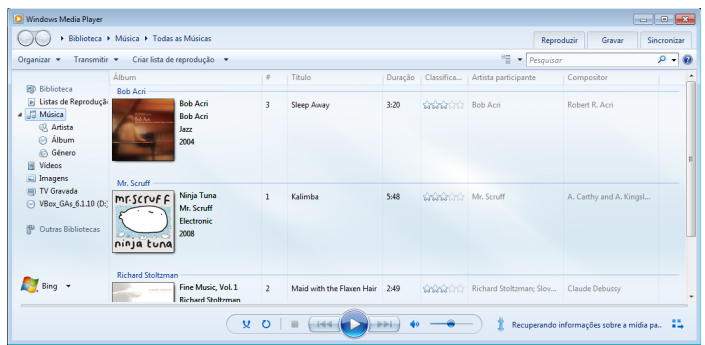 Windows Media Player
Biblioteca Música Todas as Músicas
Reproduzir Gravar Sincronizar
Organizar Transmitir Criar lista de reprodução
Pesquisar
Álbum # Título Duração Classifica... Artista participante Compositor
Biblioteca
Listas de Reproduçã
Música
Artista
Álbum
Gênero
Vídeos
Imagens
TV Gravada
VBox_GAs_6.1.10 (D:)
Outras Bibliotecas
Bing
Bob Acri
Bob Acri 3 Sleep Away 3:20 Bob Acri Robert R. Acri
Bob Acri
Jazz
2004
Mr. Scruff
mr.scruff
ninja tuna
Ninja Tuna 1 Kalimba 5:48 Mr. Scruff A. Carthy and A. Kingsl...
Mr. Scruff
Electronic
2008
Richard Stoltzman
Fine Music, Vol. 1 2 Maid with the Flaxen Hair 2:49 Richard Stoltzman; Slov... Claude Debussy
Richard Stoltzman
Recuperando informações sobre a mídia pa..